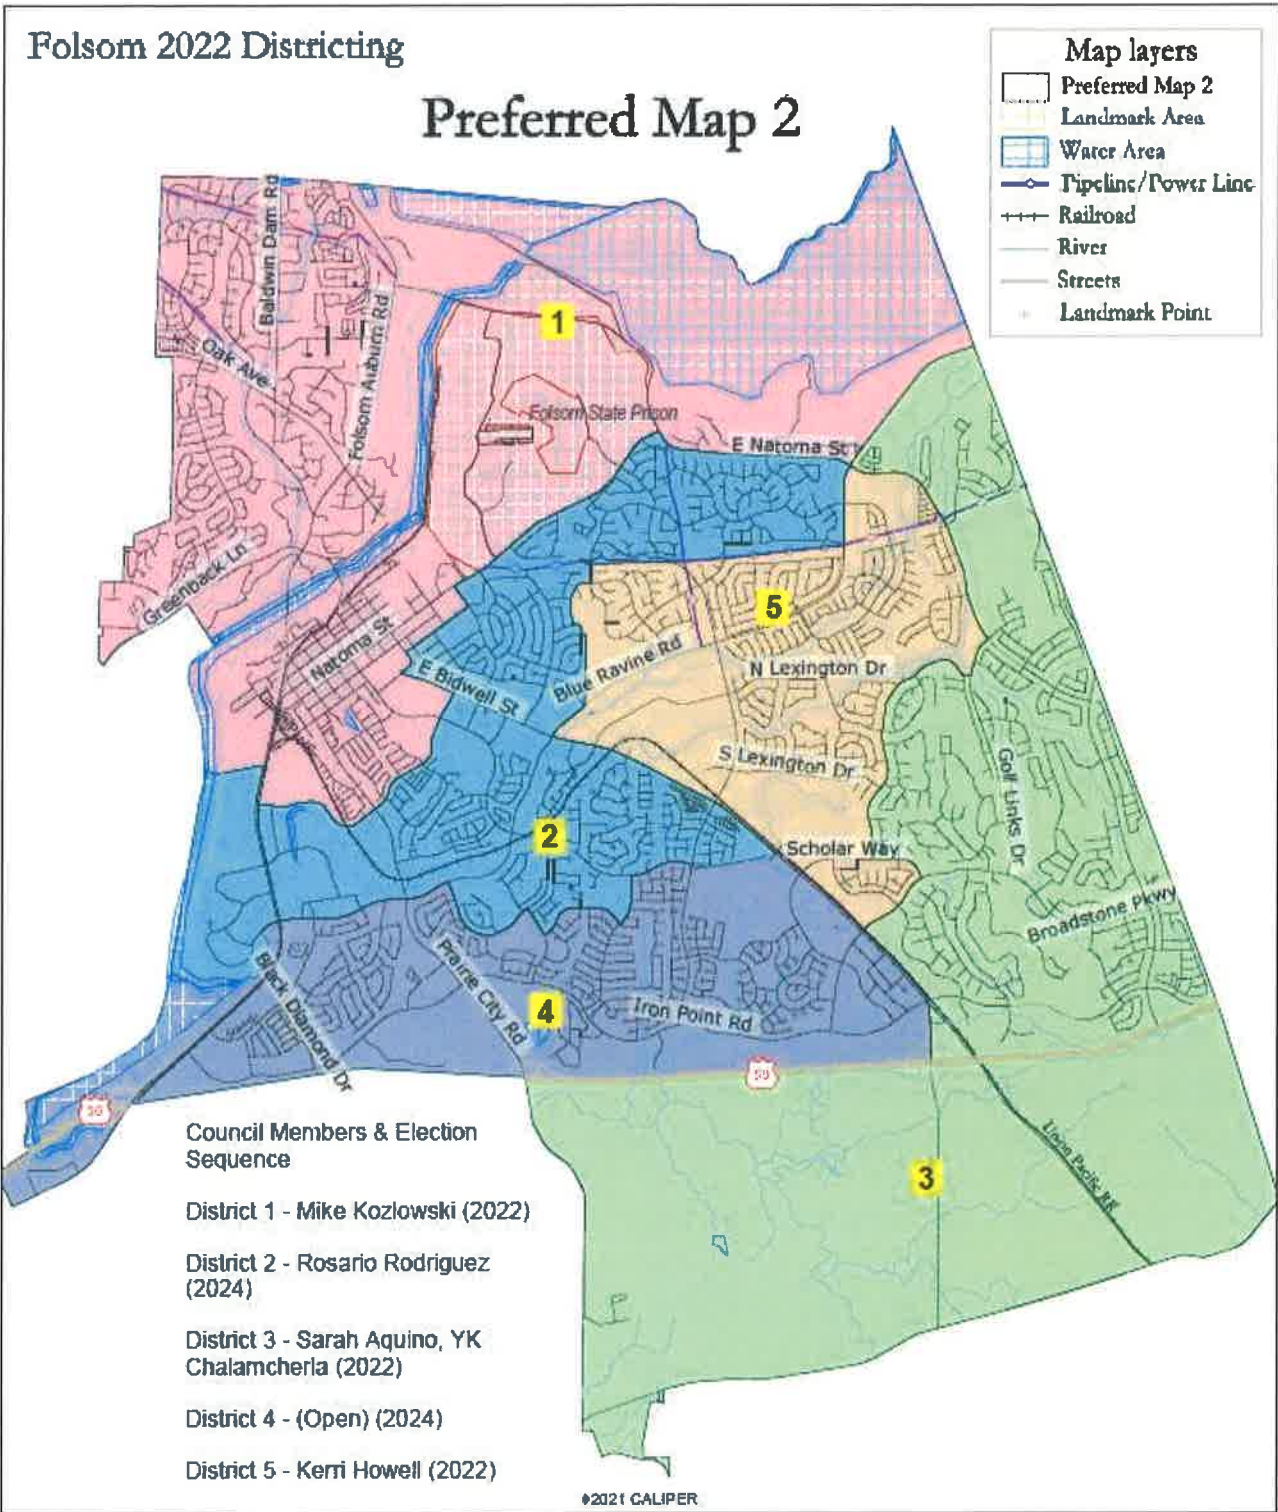 Folsom 2022 Districting
Preferred Map 2
Map layers
Preferred Map 2
Landmark Area
Water Area
Pipeline/Power Line
Railroad
River
Streets
Landmark Point
Baldwin Dam Rd
Oak Ave
Folsom Auburn Rd
1
Folsom State Prison
E Natoma St
Greenback Ln
Natoma St
E Bidwell St
Blue Ravine Rd
5
N Lexington Dr
S Lexington Dr
Golf Links Dr
2
Scholar Way
Broadstone Pkwy
Black Diamond Dr
Prairie City Rd
4
Iron Point Rd
50
50
3
Union Pacific RR
Council Members & Election
Sequence
District 1 - Mike Kozlowski (2022)
District 2 - Rosario Rodriguez
(2024)
District 3 - Sarah Aquino, YK
Chalamcherla (2022)
District 4 - (Open) (2024)
District 5 - Kerri Howell (2022)
©2021 CALIPER